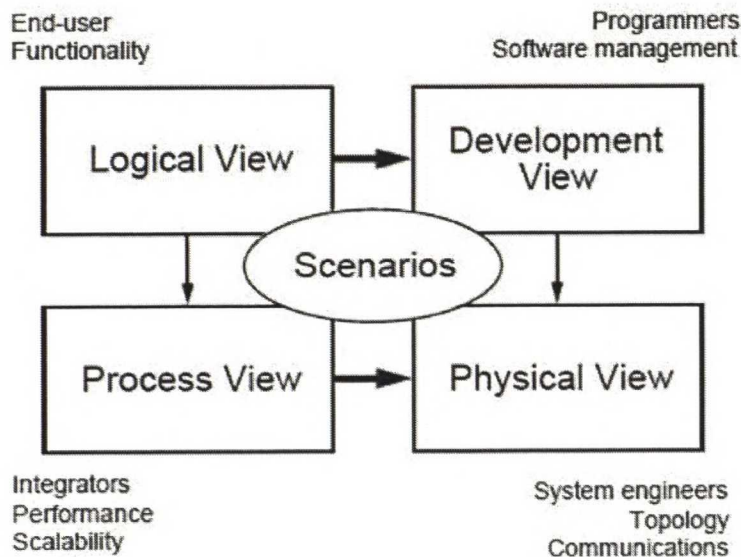 End-user
Functionality
Programmers
Software management
Logical View
Development
View
Scenarios
Process View
Physical View
Integrators
Performance
Scalability
System engineers
Topology
Communications